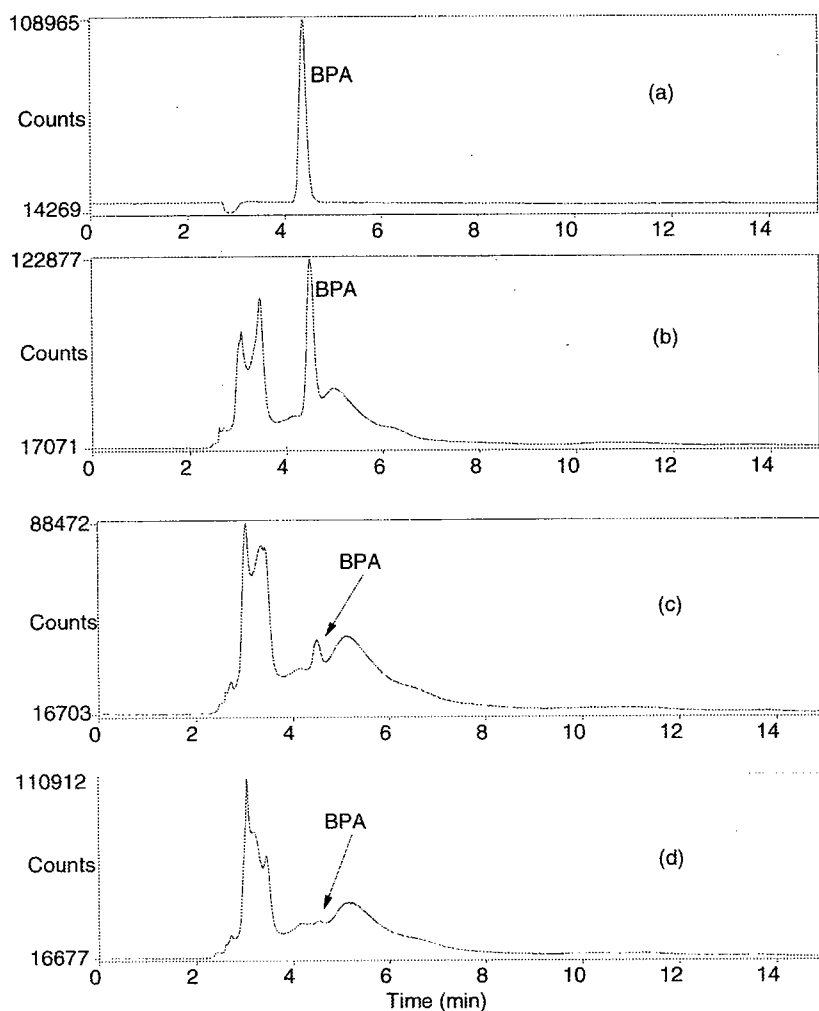 108965
BPA
(a)
Counts
14269
0 2 4 6 8 10 12 14
122877
BPA
(b)
Counts
17071
0 2 4 6 8 10 12 14
88472
BPA
(c)
Counts
16703
0 2 4 6 8 10 12 14
110912
BPA
(d)
Counts
16677
0 2 4 6 8 10 12 14
Time (min)